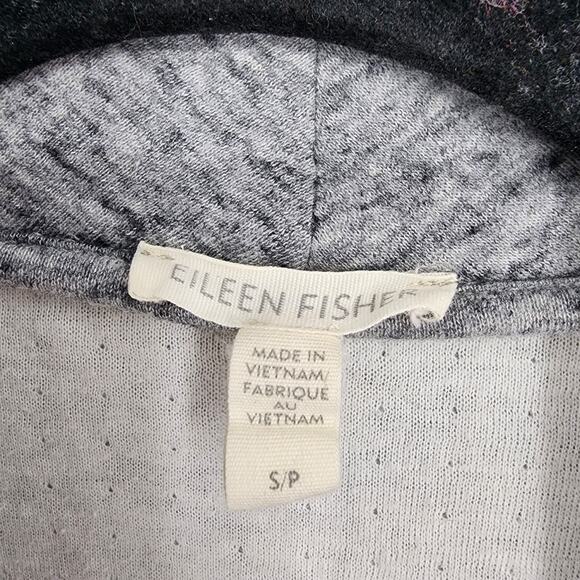 EILEEN FISHER
MADE IN
VIETNAM/
FABRIQUE
AU
VIETNAM
S/P